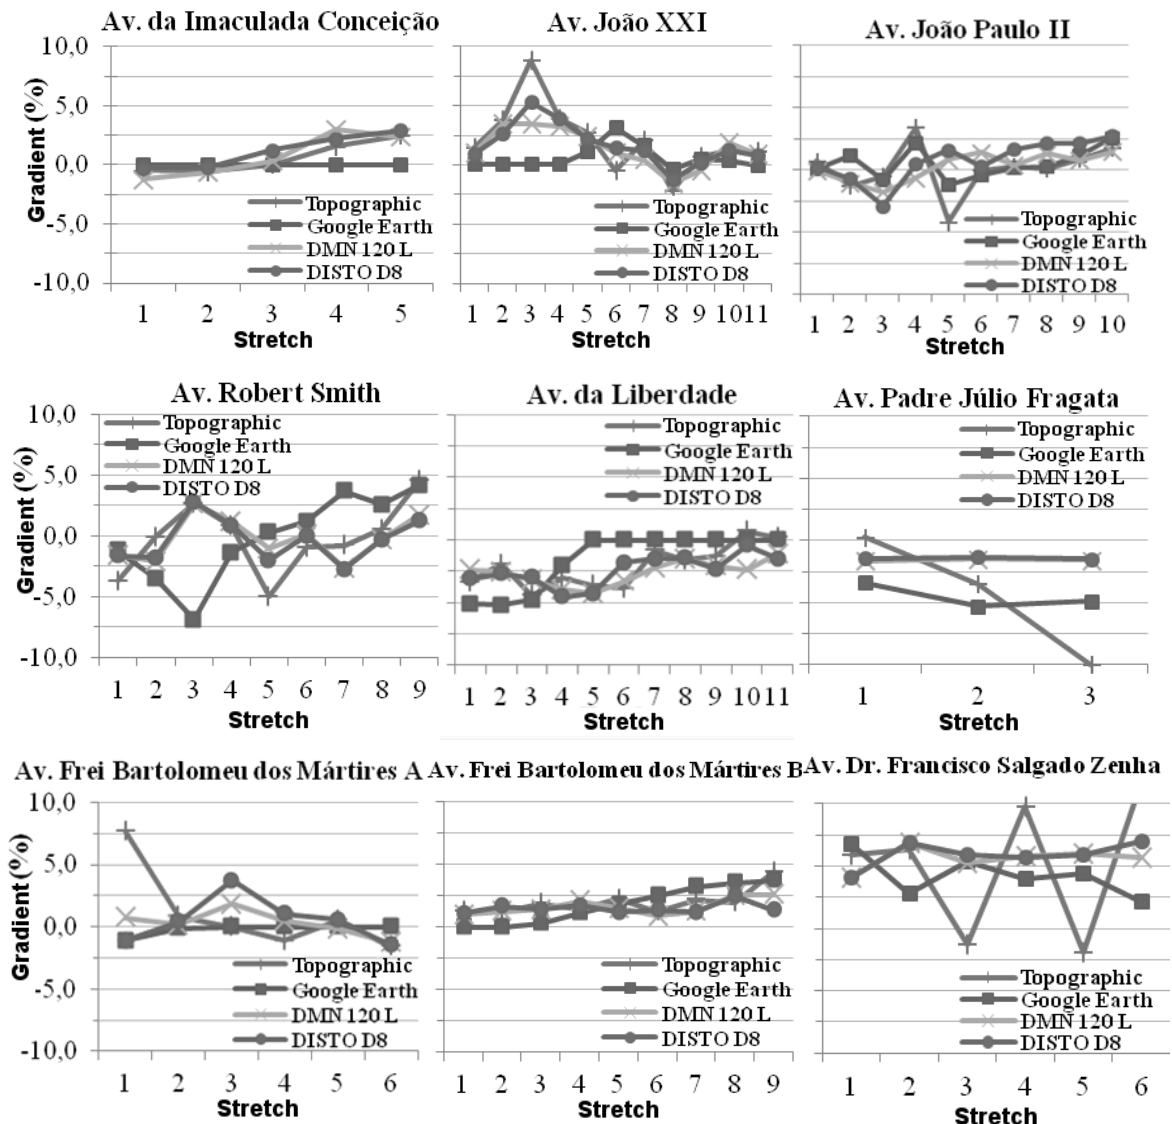 Av. da Imaculada Conceição
Gradient (%)
10,0
5,0
0,0
-5,0
-10,0
Topographic
Google Earth
DMN 120 L
DISTO D8
1 2 3 4 5
Stretch
Av. João XXI
Topographic
Google Earth
DMN 120 L
DISTO D8
1 2 3 4 5 6 7 8 9 10 11
Stretch
Av. João Paulo II
Topographic
Google Earth
DMN 120 L
DISTO D8
1 2 3 4 5 6 7 8 9 10
Stretch
Av. Robert Smith
Gradient (%)
10,0
5,0
0,0
-5,0
-10,0
Topographic
Google Earth
DMN 120 L
DISTO D8
1 2 3 4 5 6 7 8 9
Stretch
Av. da Liberdade
Topographic
Google Earth
DMN 120 L
DISTO D8
1 2 3 4 5 6 7 8 9 10 11
Stretch
Av. Padre Júlio Fragata
Topographic
Google Earth
DMN 120 L
DISTO D8
1 2 3
Stretch
Av. Frei Bartolomeu dos Mártires A
Gradient (%)
10,0
5,0
0,0
-5,0
-10,0
Topographic
Google Earth
DMN 120 L
DISTO D8
1 2 3 4 5 6
Stretch
Av. Frei Bartolomeu dos Mártires B
Topographic
Google Earth
DMN 120 L
DISTO D8
1 2 3 4 5 6 7 8 9
Stretch
Av. Dr. Francisco Salgado Zenha
Topographic
Google Earth
DMN 120 L
DISTO D8
1 2 3 4 5 6
Stretch